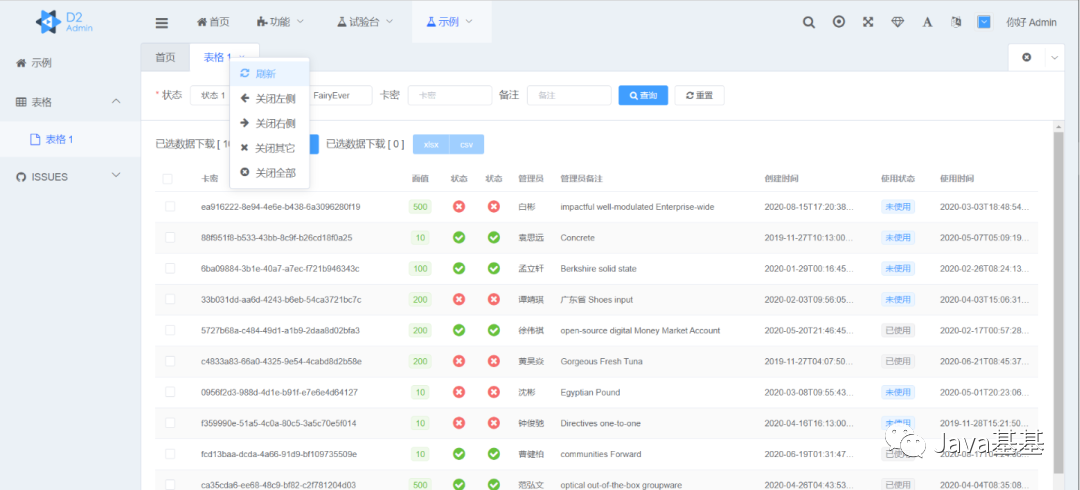 D2 Admin
首页 功能 试验台 示例 A 你好 Admin
示例
表格
表格 1
ISSUES
首页 表格 1
刷新
关闭左侧
关闭右侧
关闭其它
关闭全部
* 状态 状态 1 FairyEver 卡密 卡密 备注 备注 查询 重置
已选数据下载 [ 已选数据下载 [ 0 ] xlsx csv
卡密 面值 状态 状态 管理员 管理员备注 创建时间 使用状态 使用时间
ea916222-8e94-4e6e-b438-6a3096280f19 500 白彬 impactful well-modulated Enterprise-wide 2020-08-15T17:20:38... 未使用 2020-03-03T18:48:54...
88f951f8-b533-43bb-8c9f-b26cd18f0a25 10 袁思远 Concrete 2019-11-27T10:13:00... 未使用 2020-05-07T05:09:19...
6ba09884-3b1e-40a7-a7ec-f721b946343c 100 孟立轩 Berkshire solid state 2020-01-29T00:16:45... 未使用 2020-02-26T08:24:13...
33b031dd-aa6d-4243-b6eb-54ca3721bc7c 200 谭靖琪 广东省 Shoes input 2020-02-03T09:56:05... 未使用 2020-04-03T15:06:31...
5727b68a-c484-49d1-a1b9-2daa8d02bfa3 200 徐伟祺 open-source digital Money Market Account 2020-05-20T21:46:45... 已使用 2020-02-17T00:57:28...
c4833a83-66a0-4325-9e54-4cabd8d2b58e 200 黄昊焱 Gorgeous Fresh Tuna 2019-11-27T04:07:50... 已使用 2020-06-21T08:45:37...
0956f2d3-988d-4d1e-b91f-e7e6e4d64127 10 沈彬 Egyptian Pound 2020-03-08T09:55:43... 未使用 2020-05-01T20:23:06...
f359990e-51a5-4c0a-80c5-3a5c70e5f014 10 钟俊驰 Directives one-to-one 2020-04-16T16:13:00... 未使用 2019-11-28T15:21:50...
fcd13baa-dcda-4a66-91d9-bf109735509e 10 曹健柏 communities Forward 2020-06-19T01:31:47... 已使用
ca35cda6-ee68-48c9-bf82-c2f781204d03 500 范弘文 optical out-of-the-box groupware 2020-04-26T04:43:53... 已使用 2020-04-04T08:35:08...
Java基基